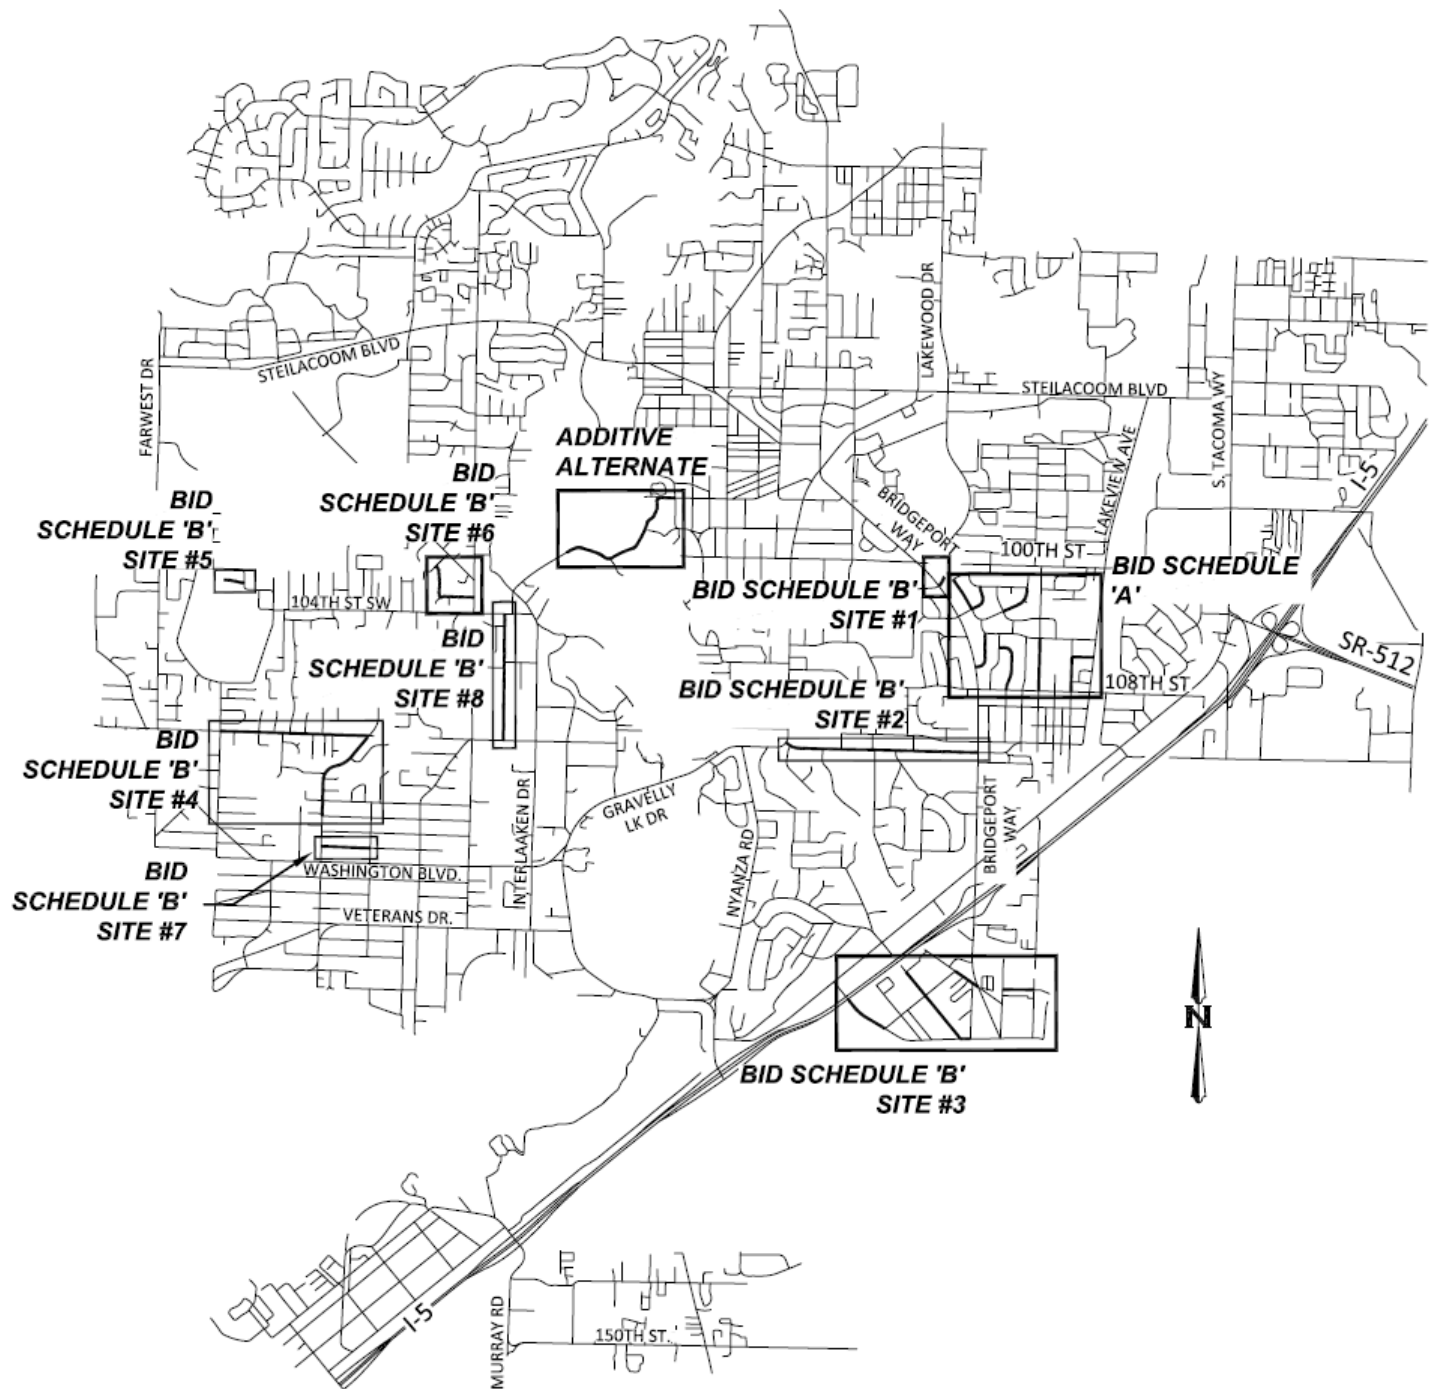 LAKEWOOD DR
STEILACOOM BLVD
FARWEST DR
STEILACOOM BLVD
S. TACOMA WY
LAKEVIEW AVE
I-5
ADDITIVE
ALTERNATE
BID
SCHEDULE 'B'
SITE #6
BID
SCHEDULE 'B'
SITE #5
BRIDGEPORT
WAY
100TH ST
BID SCHEDULE
'A'
BID SCHEDULE 'B'
SITE #1
104TH ST SW
BID
SCHEDULE 'B'
SITE #8
SR-512
108TH ST
BID SCHEDULE 'B'
SITE #2
BID
SCHEDULE 'B'
SITE #4
INTERLAAKEN DR
GRAVELLY
LK DR
NYANZA RD
BRIDGEPORT
WAY
WASHINGTON BLVD.
BID
SCHEDULE 'B'
SITE #7
VETERANS DR.
N
BID SCHEDULE 'B'
SITE #3
I-5
MURRAY RD
150TH ST.